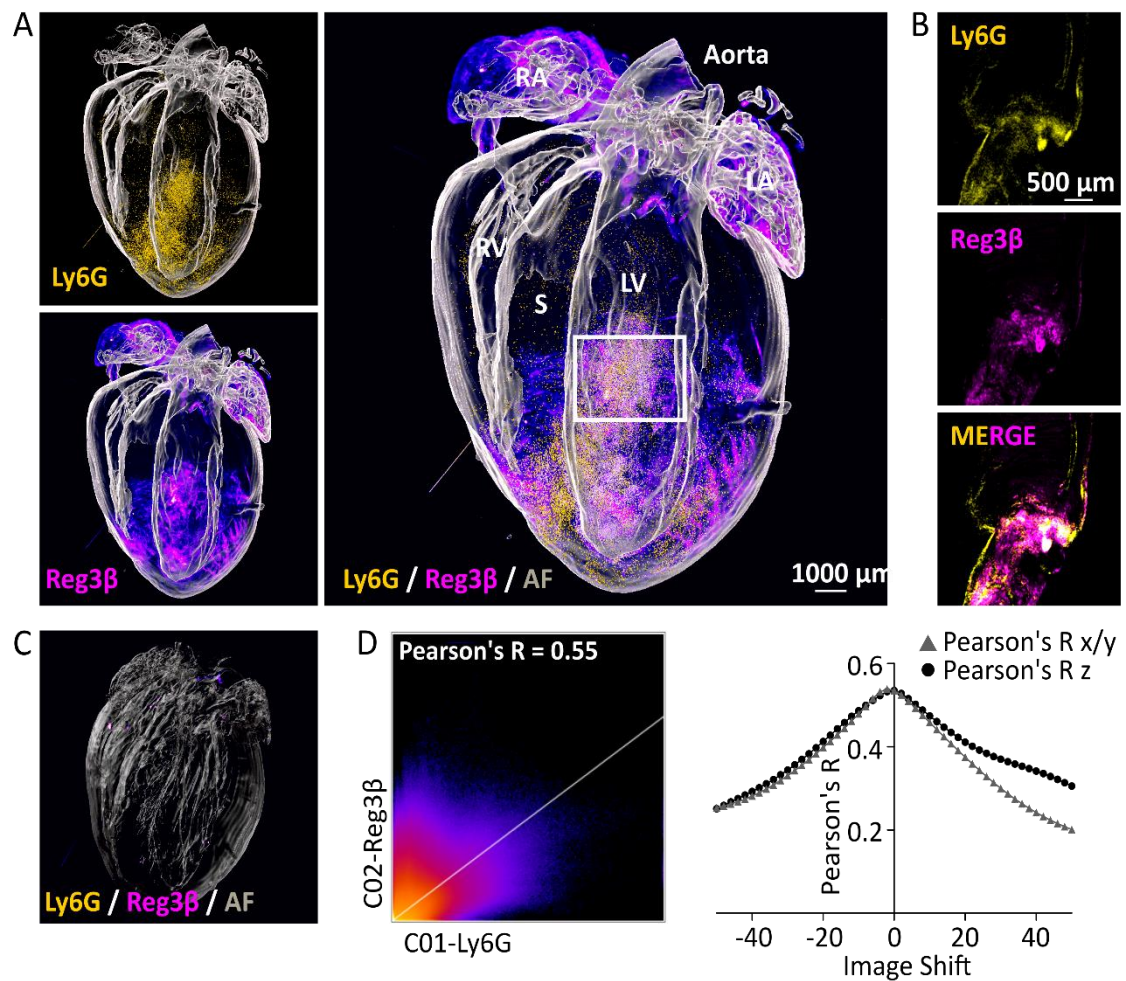 A
Ly6G
Reg3β
RA
Aorta
LA
RV
LV
S
Ly6G / Reg3β / AF
1000 µm
B
Ly6G
500 µm
Reg3β
MERGE
C
Ly6G / Reg3β / AF
D
Pearson's R = 0.55
C02-Reg3β
C01-Ly6G
Pearson's R x/y
Pearson's R z
0.6
0.4
0.2
Pearson's R
-40 -20 0 20 40
Image Shift